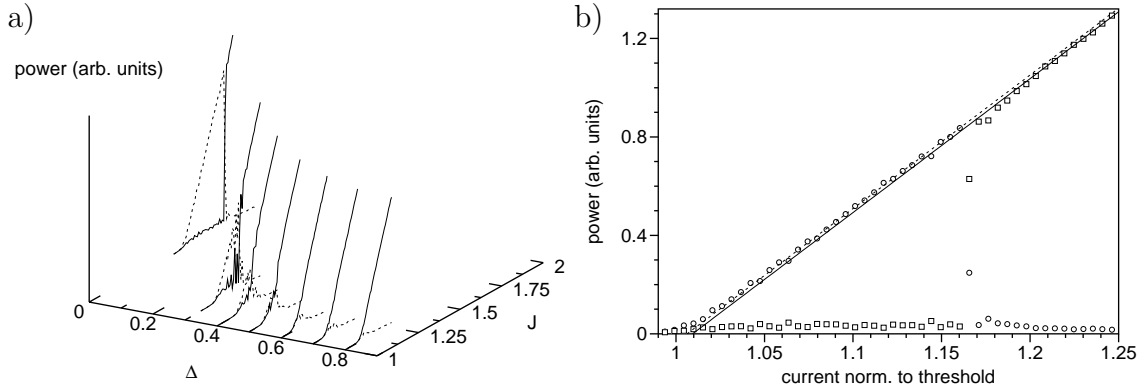 a)
power (arb. units)
0
0.2
0.4
0.6
0.8
Δ
1
1.25
1.5
1.75
2
J
b)
power (arb. units)
1.2
0.8
0.4
0
1
1.05
1.1
1.15
1.2
1.25
current norm. to threshold